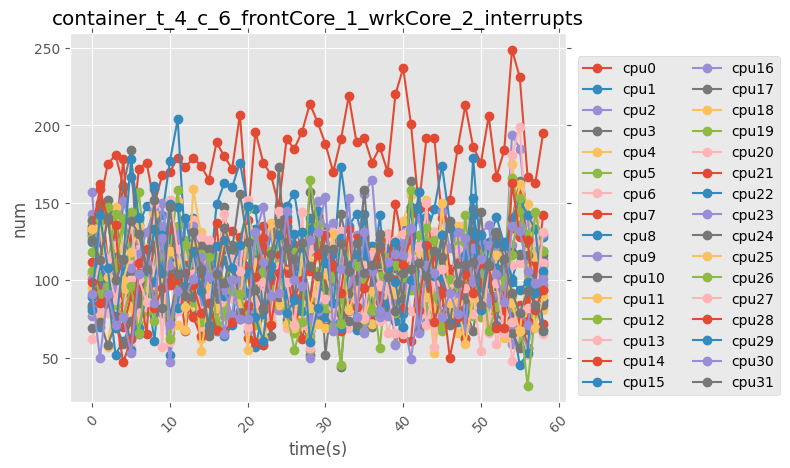 container_t_4_c_6_frontCore_1_wrkCore_2_interrupts
250
200
150
100
50
num
0
10
20
30
40
50
60
time(s)
cpu0
cpu1
cpu2
cpu3
cpu4
cpu5
cpu6
cpu7
cpu8
cpu9
cpu10
cpu11
cpu12
cpu13
cpu14
cpu15
cpu16
cpu17
cpu18
cpu19
cpu20
cpu21
cpu22
cpu23
cpu24
cpu25
cpu26
cpu27
cpu28
cpu29
cpu30
cpu31